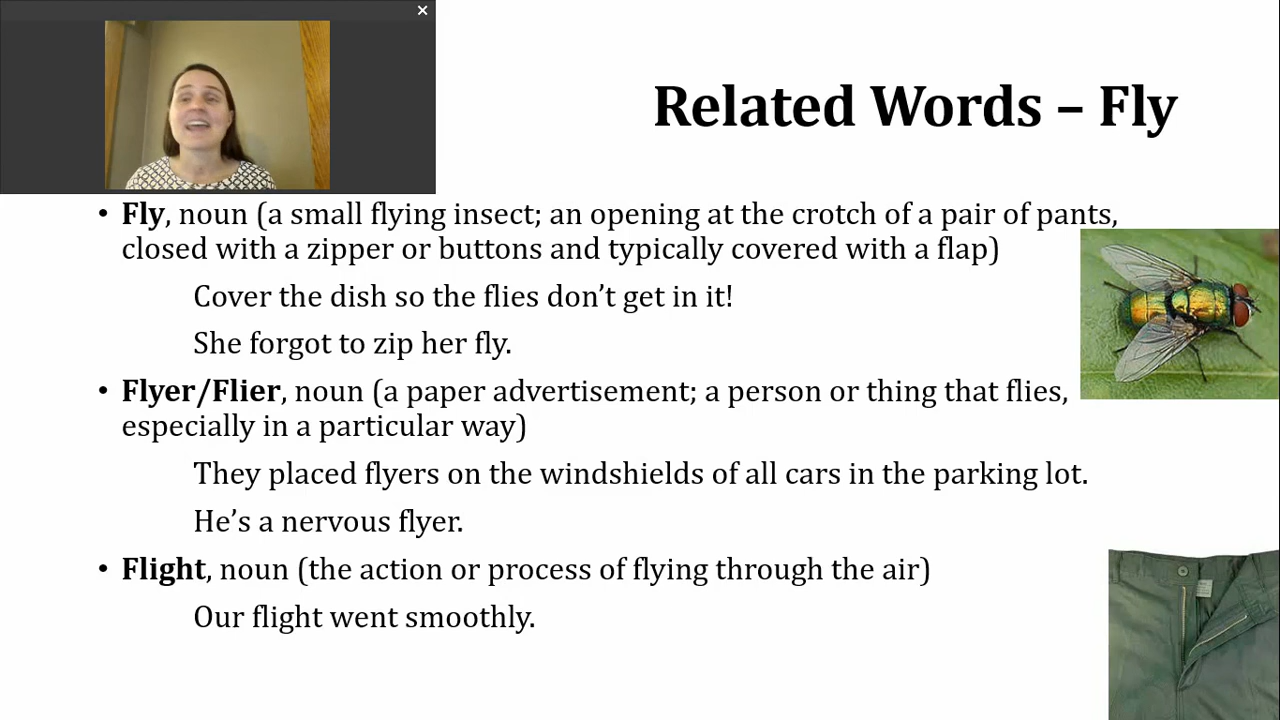 Related Words – Fly
• Fly, noun (a small flying insect; an opening at the crotch of a pair of pants,
closed with a zipper or buttons and typically covered with a flap)
Cover the dish so the flies don’t get in it!
She forgot to zip her fly.
• Flyer/Flier, noun (a paper advertisement; a person or thing that flies,
especially in a particular way)
They placed flyers on the windshields of all cars in the parking lot.
He’s a nervous flyer.
• Flight, noun (the action or process of flying through the air)
Our flight went smoothly.